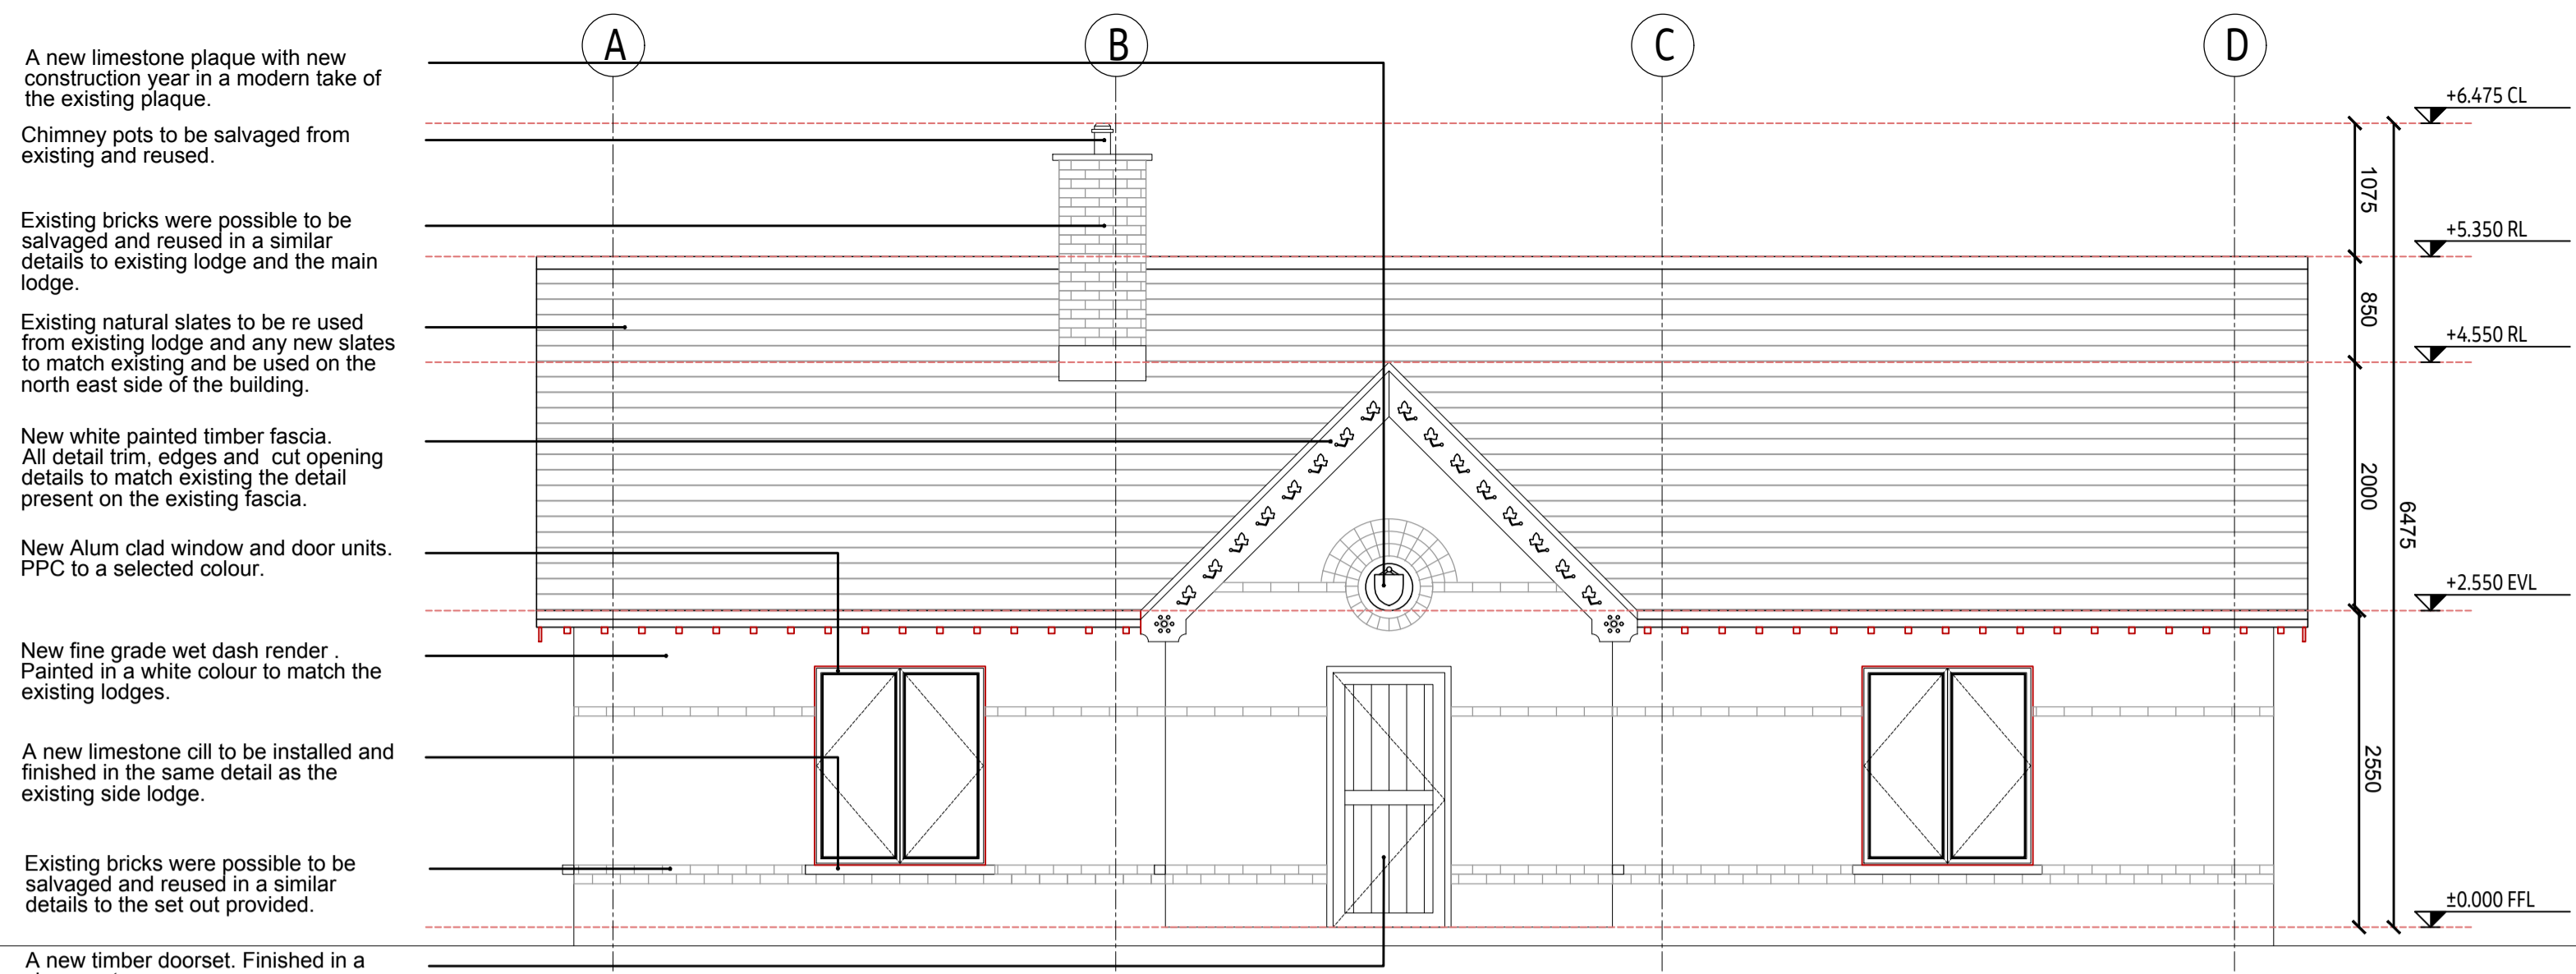 A
B
C
D
A new limestone plaque with new
construction year in a modern take of
the existing plaque.
Chimney pots to be salvaged from
existing and reused.
Existing bricks were possible to be
salvaged and reused in a similar
details to existing lodge and the main
lodge.
Existing natural slates to be re used
from existing lodge and any new slates
to match existing and be used on the
north east side of the building.
New white painted timber fascia.
All detail trim, edges and cut opening
details to match existing the detail
present on the existing fascia.
New Alum clad window and door units.
PPC to a selected colour.
New fine grade wet dash render .
Painted in a white colour to match the
existing lodges.
A new limestone cill to be installed and
finished in the same detail as the
existing side lodge.
Existing bricks were possible to be
salvaged and reused in a similar
details to the set out provided.
A new timber doorset. Finished in a
+6.475 CL
1075
+5.350 RL
850
+4.550 RL
2000
6475
+2.550 EVL
2550
±0.000 FFL